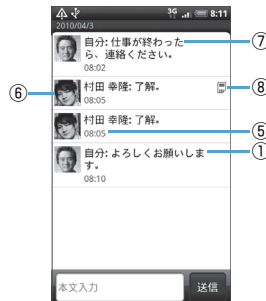 3G 8:11
2010/04/3
自分: 仕事が終わった
ら、連絡ください。
⑦
08:02
村田 幸隆: 了解。
⑧
⑥
08:05
村田 幸隆: 了解。
08:05
⑤
自分: よろしくお願いしま
①
す。
08:10
本文入力
送信